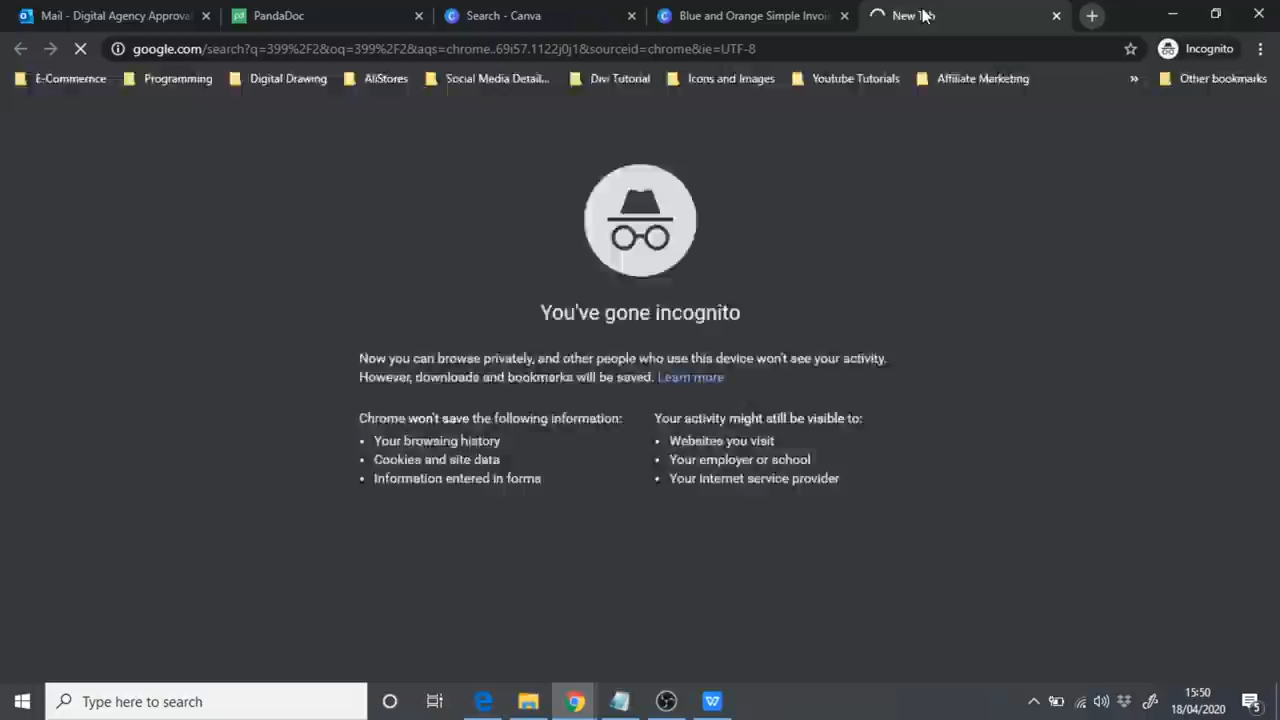 Mail - Digital Agency Approval
PandaDoc
Search - Canva
Blue and Orange Simple Invoi
New Tab
google.com/search?q=399%2F2&oq=399%2F2&aqs=chrome..69i57.1122j0j1&sourceid=chrome&ie=UTF-8
Incognito
E-Commerce
Programming
Digital Drawing
AliStores
Social Media Detail...
Divi Tutorial
Icons and Images
Youtube Tutorials
Affiliate Marketing
Other bookmarks
You've gone incognito
Now you can browse privately, and other people who use this device won't see your activity.
However, downloads and bookmarks will be saved. Learn more
Chrome won't save the following information:
Your browsing history
Cookies and site data
Information entered in forms
Your activity might still be visible to:
Websites you visit
Your employer or school
Your internet service provider
Type here to search
15:50
18/04/2020
5